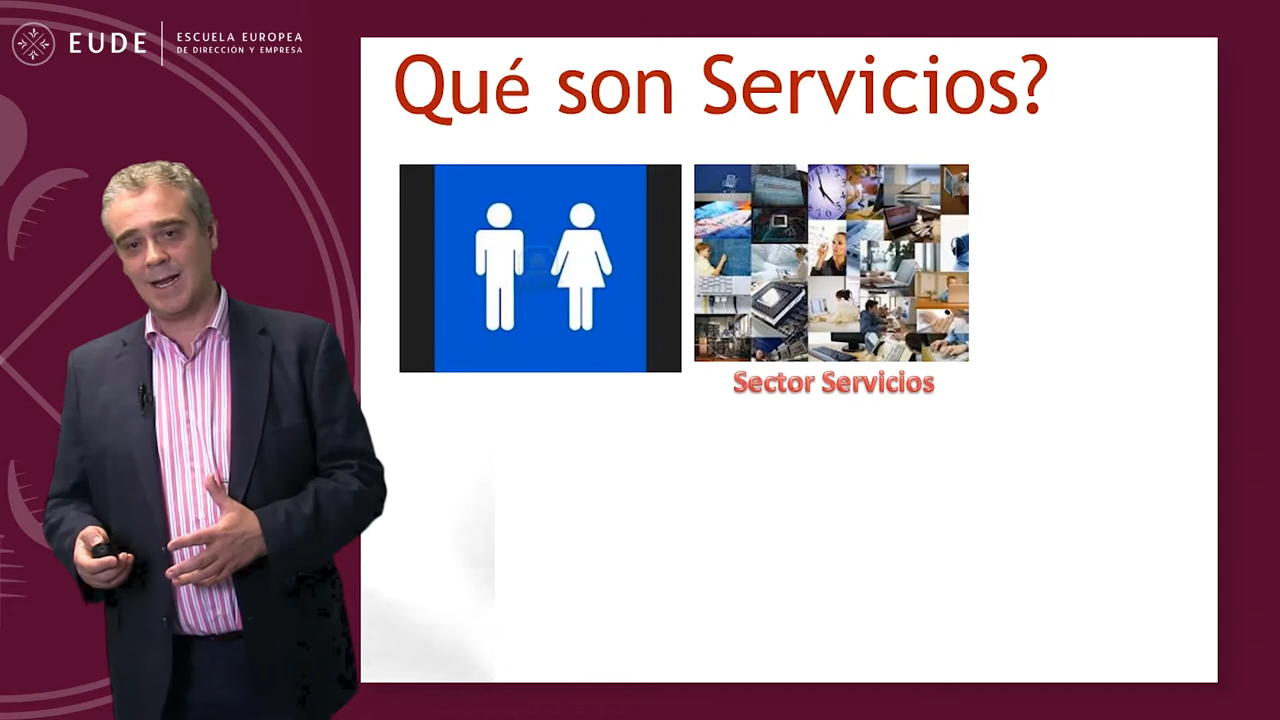 EUDE
ESCUELA EUROPEA
DE DIRECCIÓN Y EMPRESA
Qué son Servicios?
Sector Servicios